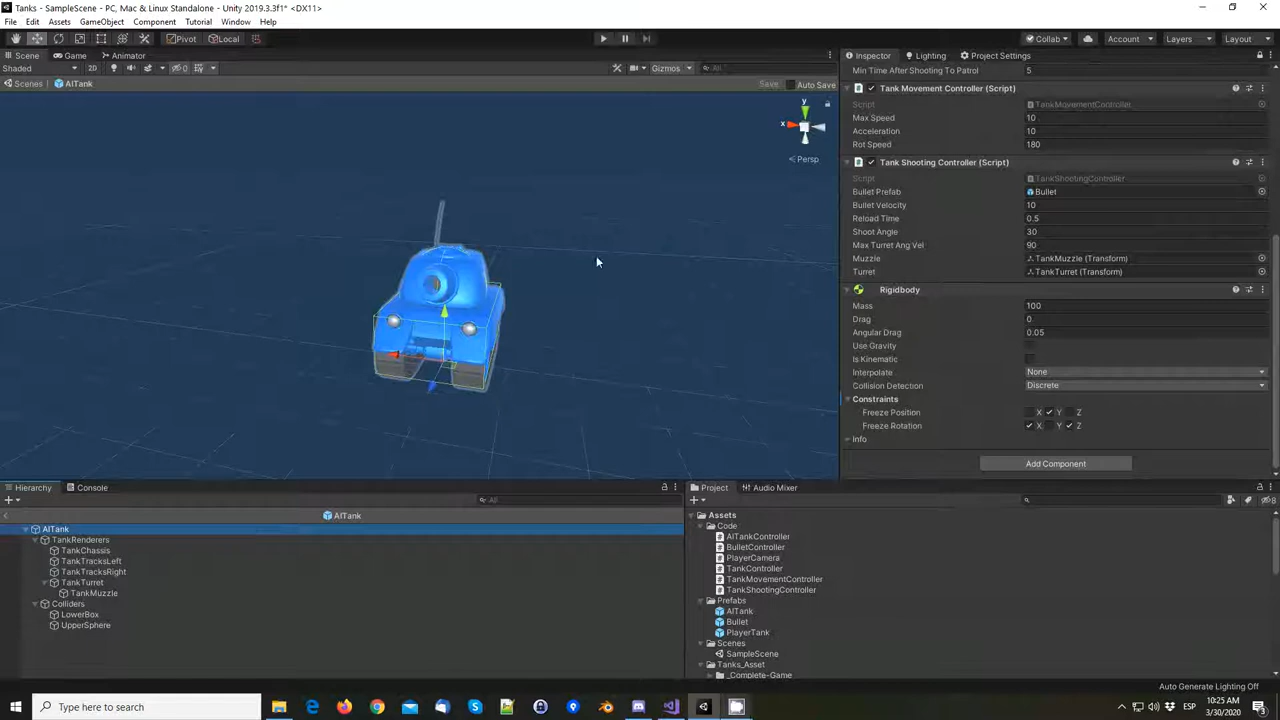 Tanks - SampleScene - PC, Mac & Linux Standalone - Unity 2019.3.3f1* <DX11>
File Edit Assets GameObject Component Tutorial Window Help
Pivot Local Collab Account Layers Layout
Scene Game Animator
Inspector Lighting Project Settings
Shaded 2D 0 Gizmos All
Scenes AITank Save Auto Save
y
x
Persp
Min Time After Shooting To Patrol 5
Tank Movement Controller (Script)
Script TankMovementController
Max Speed 10
Acceleration 10
Rot Speed 180
Tank Shooting Controller (Script)
Script TankShootingController
Bullet Prefab Bullet
Bullet Velocity 10
Reload Time 0.5
Shoot Angle 30
Max Turret Ang Vel 90
Muzzle TankMuzzle (Transform)
Turret TankTurret (Transform)
Rigidbody
Mass 100
Drag 0
Angular Drag 0.05
Use Gravity
Is Kinematic
Interpolate None
Collision Detection Discrete
Constraints
Freeze Position X Y Z
Freeze Rotation X Y Z
Info
Add Component
Hierarchy Console
All
AITank
AITank
TankRenderers
TankChassis
TankTracksLeft
TankTracksRight
TankTurret
TankMuzzle
Colliders
LowerBox
UpperSphere
Project Audio Mixer
8
Assets
Code
AITankController
BulletController
PlayerCamera
TankController
TankMovementController
TankShootingController
Prefabs
AITank
Bullet
PlayerTank
Scenes
SampleScene
Tanks_Asset
_Complete-Game
Auto Generate Lighting Off
Type here to search
ESP
10:25 AM
3/30/2020